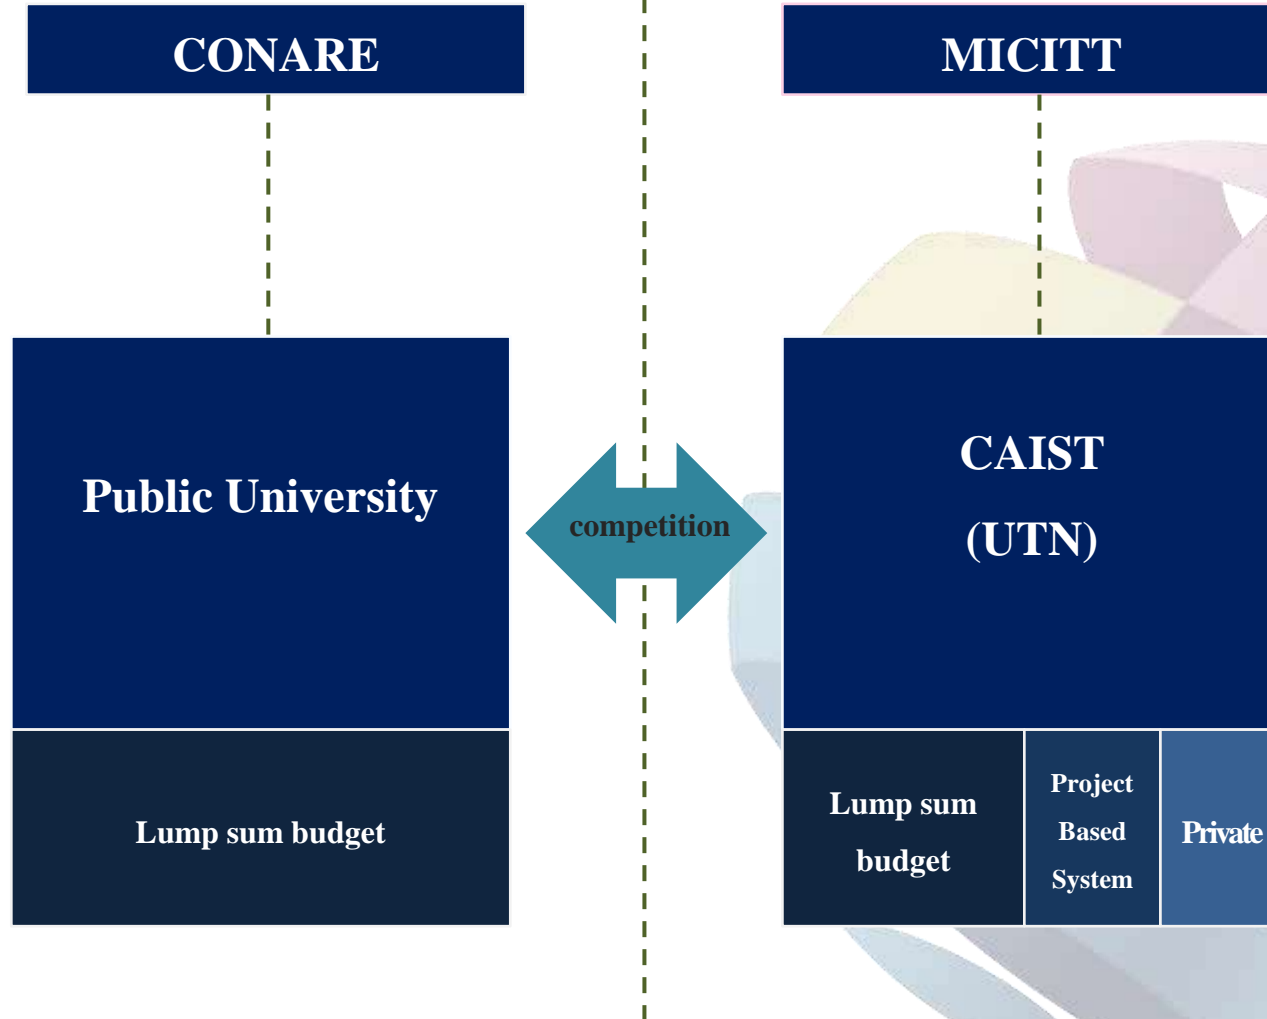 CONARE
MICITT
Public University
competition
CAIST
(UTN)
Lump sum budget
Lump sum
budget
Project
Based
System
Private